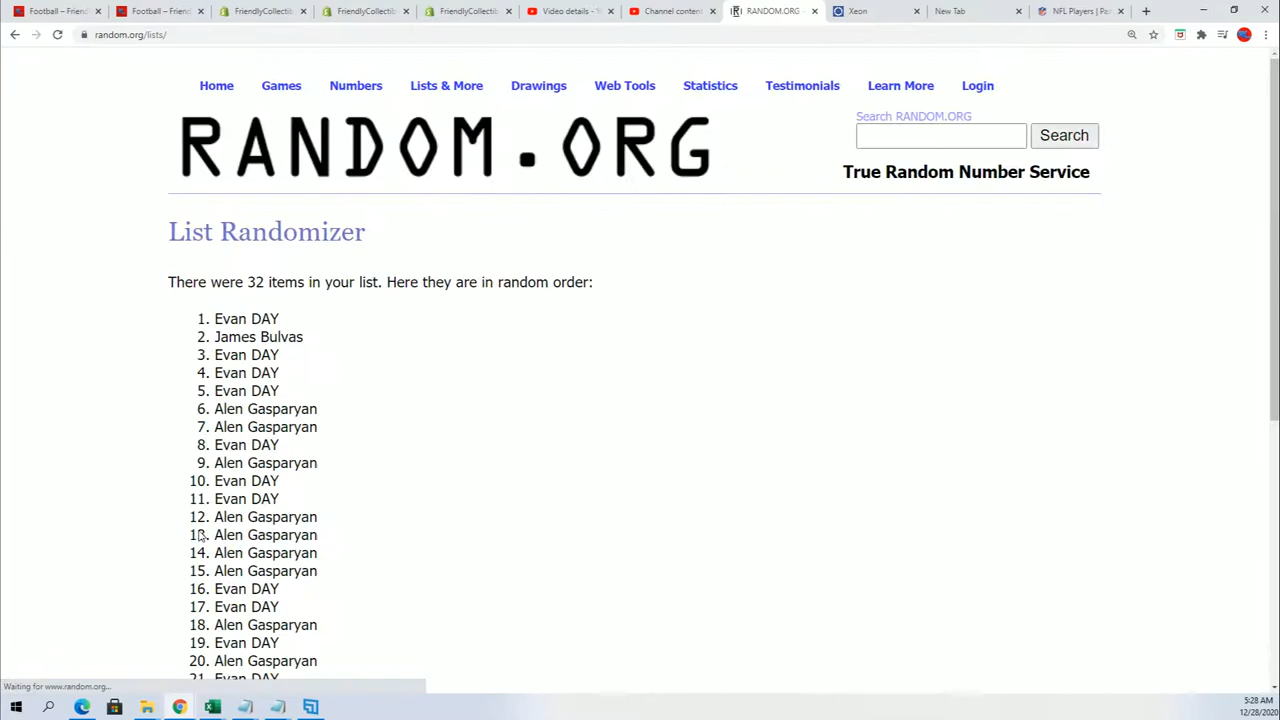 Football – Friend
Football – Friend
FriendlyCollectib
FriendlyCollectib
FriendlyCollectib
Video details - Y
Channel content
RANDOM.ORG -
Xeon
New Tab
NFL Players | Pa
random.org/lists/
Home Games Numbers Lists & More Drawings Web Tools Statistics Testimonials Learn More Login
RANDOM.ORG
Search RANDOM.ORG
Search
True Random Number Service
List Randomizer
There were 32 items in your list. Here they are in random order:
1. Evan DAY
2. James Bulvas
3. Evan DAY
4. Evan DAY
5. Evan DAY
6. Alen Gasparyan
7. Alen Gasparyan
8. Evan DAY
9. Alen Gasparyan
10. Evan DAY
11. Evan DAY
12. Alen Gasparyan
13. Alen Gasparyan
14. Alen Gasparyan
15. Alen Gasparyan
16. Evan DAY
17. Evan DAY
18. Alen Gasparyan
19. Evan DAY
20. Alen Gasparyan
21. Evan DAY
Waiting for www.random.org...
5:28 AM
12/28/2020